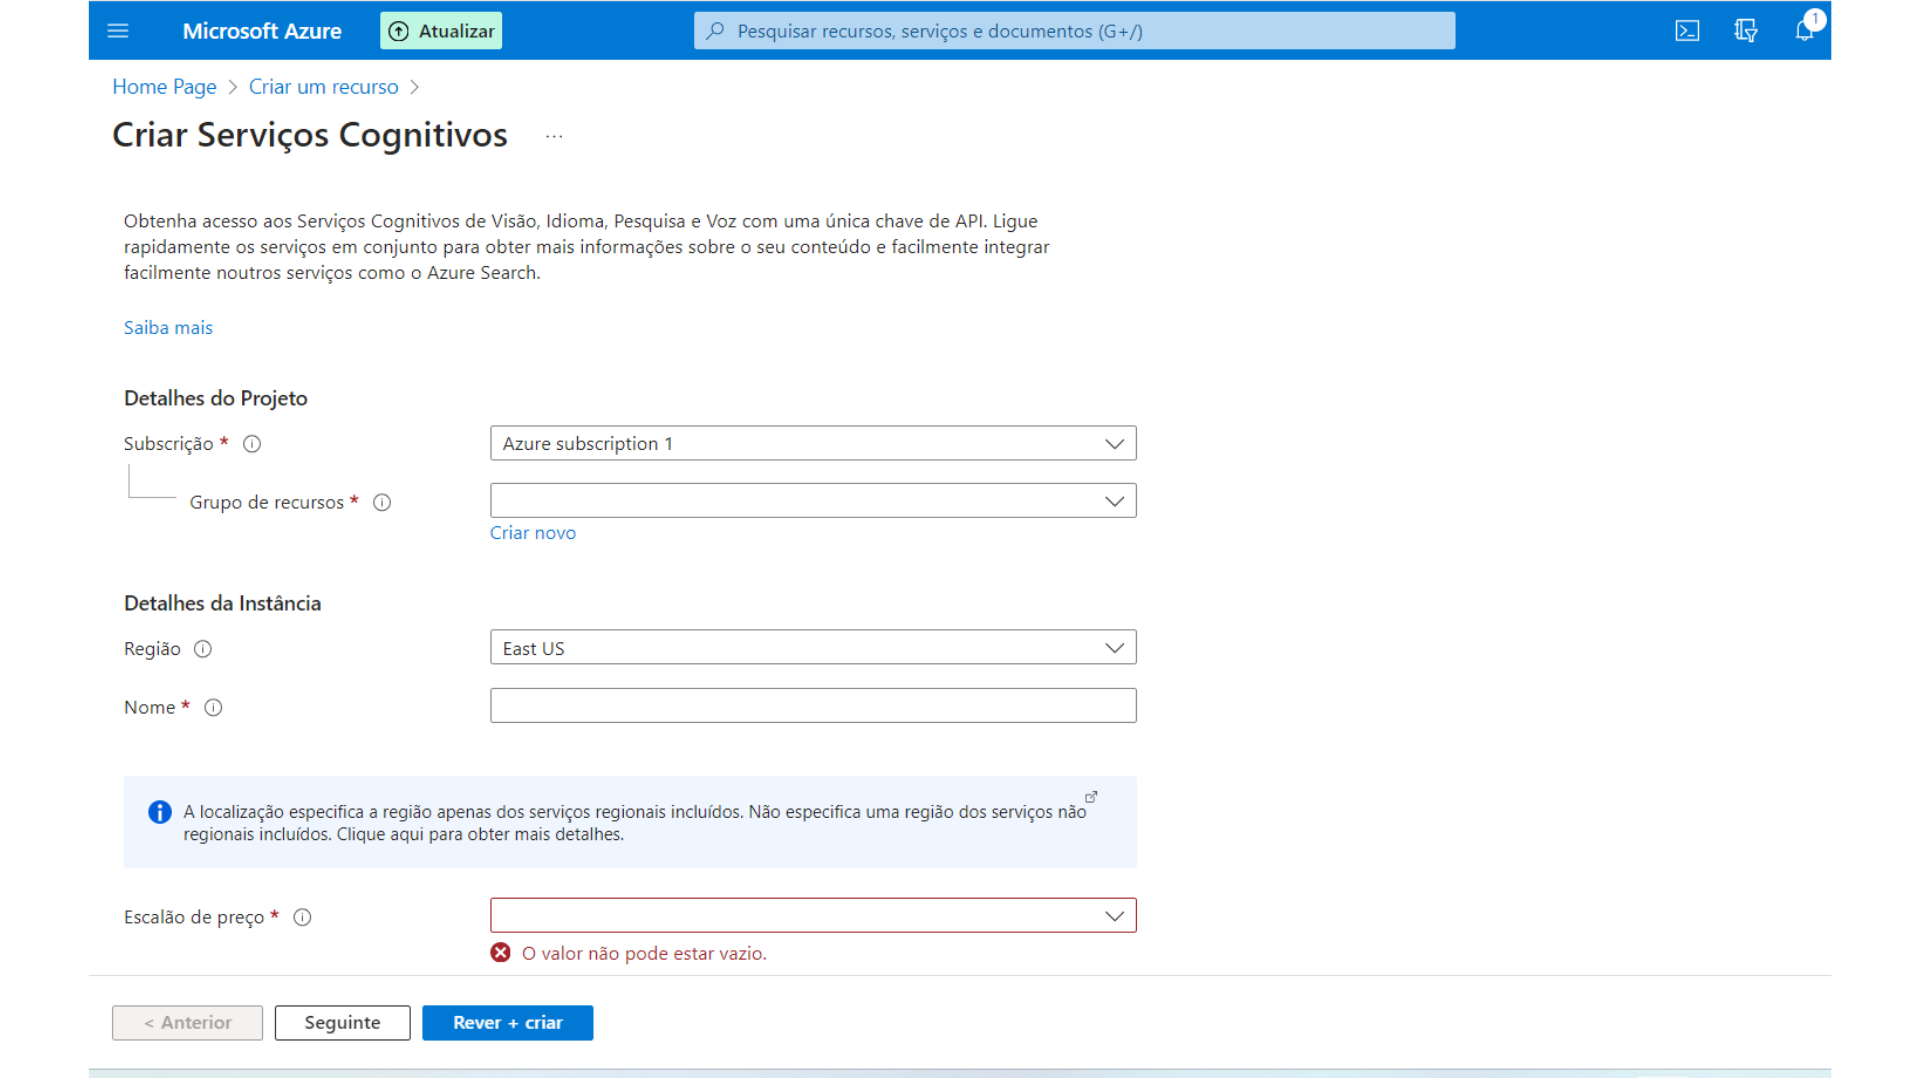 Microsoft Azure
Atualizar
Pesquisar recursos, serviços e documentos (G+/)
1
Home Page > Criar um recurso >
Criar Serviços Cognitivos ...
Obtenha acesso aos Serviços Cognitivos de Visão, Idioma, Pesquisa e Voz com uma única chave de API. Ligue
rapidamente os serviços em conjunto para obter mais informações sobre o seu conteúdo e facilmente integrar
facilmente noutros serviços como o Azure Search.
Saiba mais
Detalhes do Projeto
Subscrição *
Azure subscription 1
Grupo de recursos *
Criar novo
Detalhes da Instância
Região
East US
Nome *
A localização especifica a região apenas dos serviços regionais incluídos. Não especifica uma região dos serviços não
regionais incluídos. Clique aqui para obter mais detalhes.
Escalão de preço *
O valor não pode estar vazio.
< Anterior
Seguinte
Rever + criar